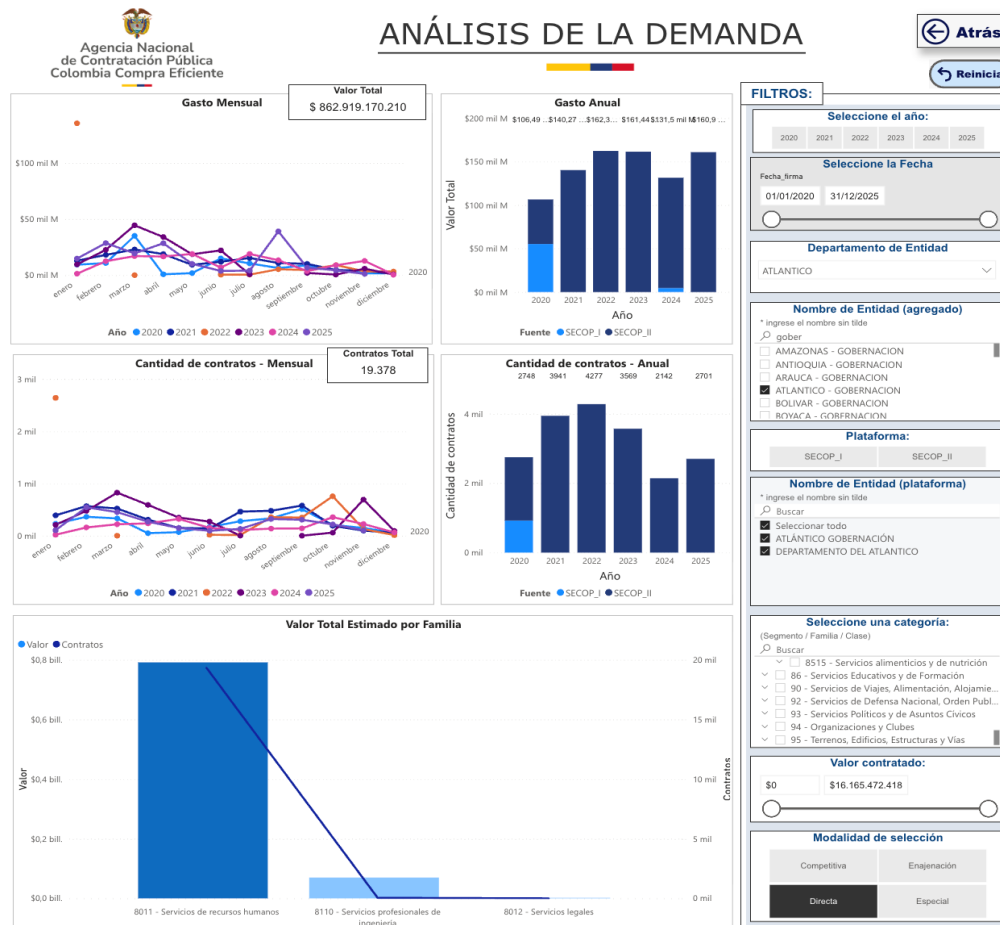 Agencia Nacional
de Contratación Pública
Colombia Compra Eficiente
ANÁLISIS DE LA DEMANDA
Atrás
Reinicia
Gasto Mensual
Valor Total
$ 862.919.170.210
$100 mil M
$50 mil M
$0 mil M
2020
enero
febrero
marzo
abril
mayo
junio
julio
agosto
septiembre
octubre
noviembre
diciembre
Año 2020 2021 2022 2023 2024 2025
Gasto Anual
$200 mil M
$106,49 ... $140,27 ... $162,3... $161,44 $131,5 mil M $160,9 ...
$150 mil M
$100 mil M
$50 mil M
$0 mil M
Valor Total
2020 2021 2022 2023 2024 2025
Año
Fuente SECOP_I SECOP_II
Cantidad de contratos - Mensual
Contratos Total
19.378
3 mil
2 mil
1 mil
0 mil
2020
enero
febrero
marzo
abril
mayo
junio
julio
agosto
septiembre
octubre
noviembre
diciembre
Año 2020 2021 2022 2023 2024 2025
Cantidad de contratos - Anual
2748 3941 4277 3569 2142 2701
4 mil
2 mil
0 mil
Cantidad de contratos
2020 2021 2022 2023 2024 2025
Año
Fuente SECOP_I SECOP_II
Valor Total Estimado por Familia
Valor Contratos
$0,8 bill.
$0,6 bill.
$0,4 bill.
$0,2 bill.
$0,0 bill.
Valor
20 mil
15 mil
10 mil
5 mil
0 mil
Contratos
8011 - Servicios de recursos humanos
8110 - Servicios profesionales de
ingeniería
8012 - Servicios legales
FILTROS:
Seleccione el año:
2020 2021 2022 2023 2024 2025
Seleccione la Fecha
Fecha_firma
01/01/2020 31/12/2025
Departamento de Entidad
ATLANTICO
Nombre de Entidad (agregado)
* ingrese el nombre sin tilde
gober
AMAZONAS - GOBERNACION
ANTIOQUIA - GOBERNACION
ARAUCA - GOBERNACION
ATLANTICO - GOBERNACION
BOLIVAR - GOBERNACION
BOYACA - GOBERNACION
Plataforma:
SECOP_I SECOP_II
Nombre de Entidad (plataforma)
* ingrese el nombre sin tilde
Buscar
Seleccionar todo
ATLÁNTICO GOBERNACIÓN
DEPARTAMENTO DEL ATLANTICO
Seleccione una categoría:
(Segmento / Familia / Clase)
Buscar
8515 - Servicios alimenticios y de nutrición
86 - Servicios Educativos y de Formación
90 - Servicios de Viajes, Alimentación, Alojamie...
92 - Servicios de Defensa Nacional, Orden Publ...
93 - Servicios Políticos y de Asuntos Cívicos
94 - Organizaciones y Clubes
95 - Terrenos, Edificios, Estructuras y Vías
Valor contratado:
$0 $16.165.472.418
Modalidad de selección
Competitiva Enajenación
Directa Especial